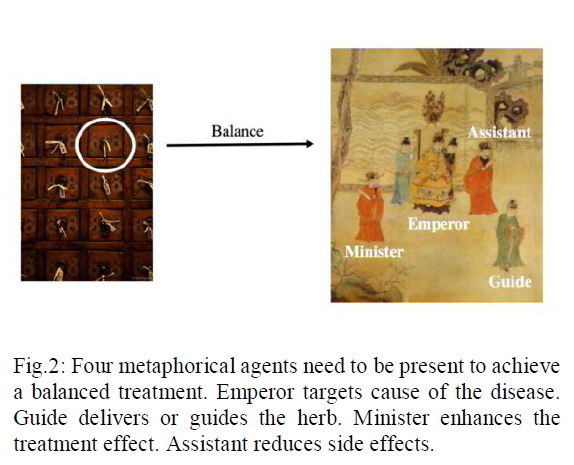 Balance
Assistant
Emperor
Minister
Guide
Fig.2: Four metaphorical agents need to be present to achieve
a balanced treatment. Emperor targets cause of the disease.
Guide delivers or guides the herb. Minister enhances the
treatment effect. Assistant reduces side effects.